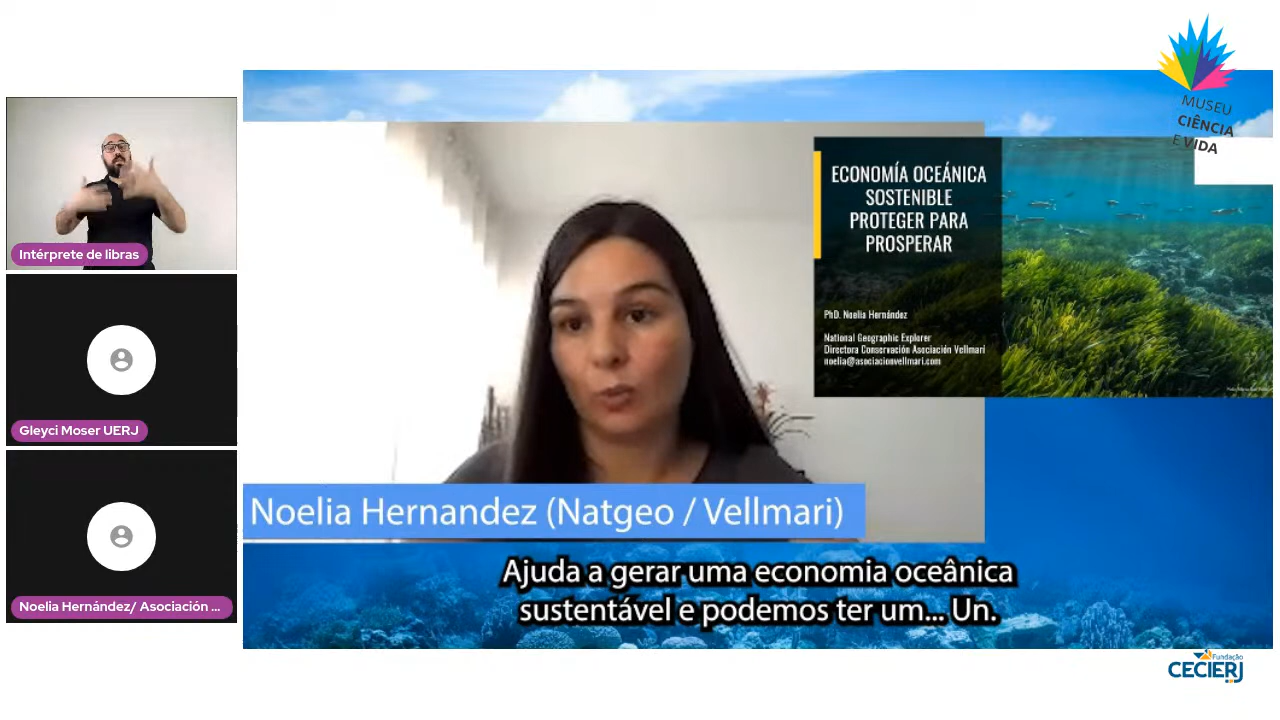 MUSEU
CIÊNCIA
E VIDA
Intérprete de libras
Gleyci Moser UERJ
Noelia Hernández/ Asociación ...
ECONOMÍA OCEÁNICA
SOSTENIBLE
PROTEGER PARA
PROSPERAR
PhD. Noelia Hernández
National Geographic Explorer
Directora Conservación Asociación Vellmari
noelia@asociacionvellmari.com
Noelia Hernandez (Natgeo / Vellmari)
Ajuda a gerar uma economia oceânica
sustentável e podemos ter um... Un.
Fundação
CECIERJ